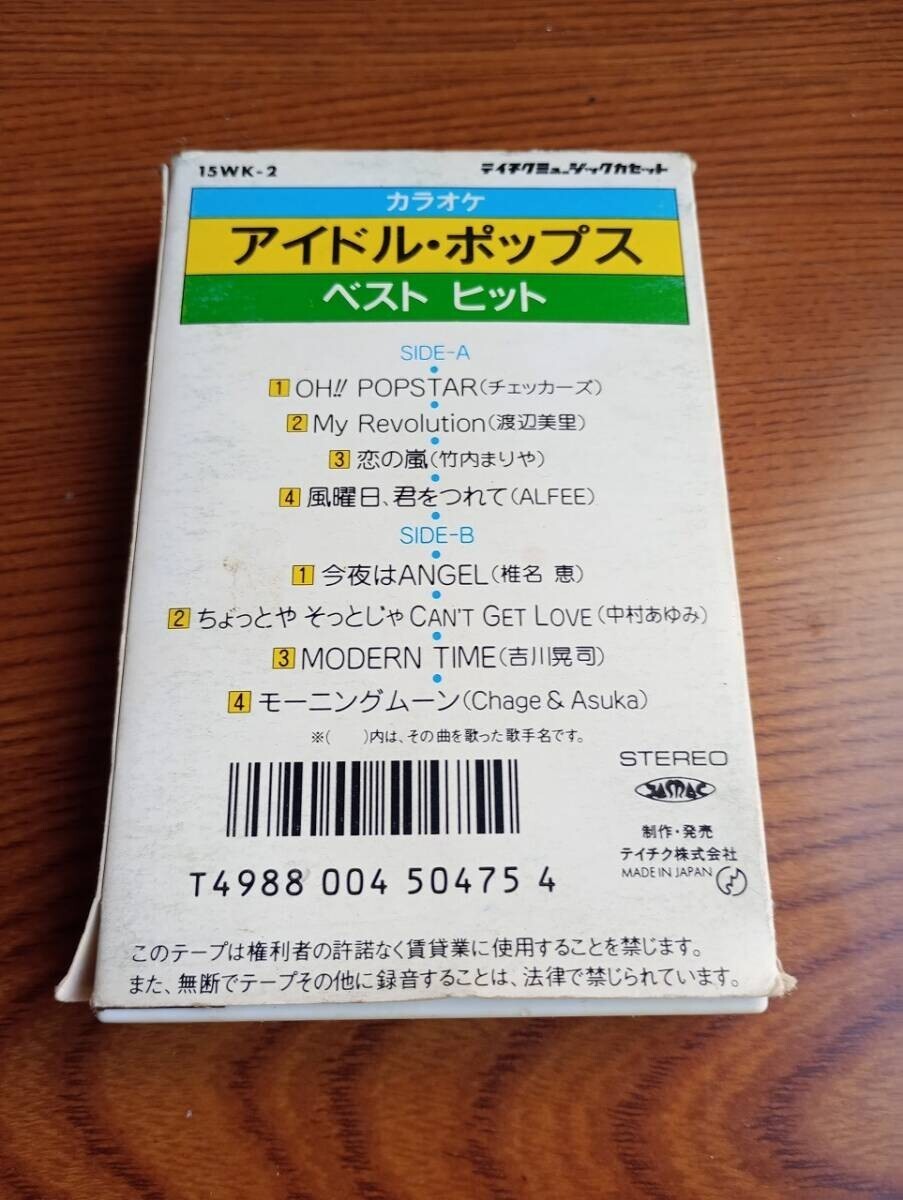 15WK-2
テイチクミュージックカセット
カラオケ
アイドル・ポップス
ベスト ヒット
SIDE-A
1 OH!! POPSTAR(チェッカーズ)
2 My Revolution(渡辺美里)
3 恋の嵐(竹内まりや)
4 風曜日、君をつれて(ALFEE)
SIDE-B
1 今夜はANGEL(椎名 恵)
2 ちょっとや そっとじゃ CAN'T GET LOVE(中村あゆみ)
3 MODERN TIME(吉川晃司)
4 モーニングムーン(Chage & Asuka)
※( )内は、その曲を歌った歌手名です。
STEREO
JASRAC
制作・発売
テイチク株式会社
MADE IN JAPAN
T4988 004 50475 4
このテープは権利者の許諾なく賃貸業に使用することを禁じます。
また、無断でテープその他に録音することは、法律で禁じられています。